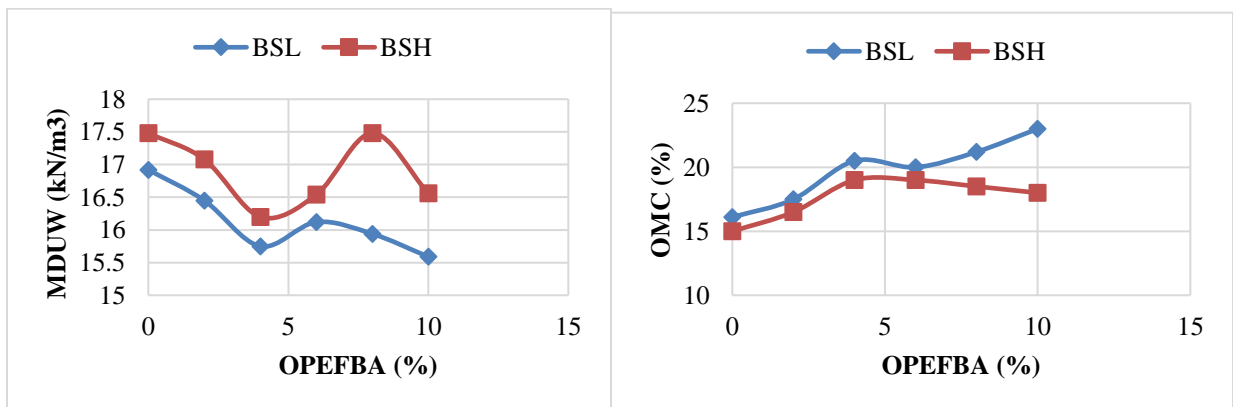 BSL BSH
MDUW (kN/m3)
18
17.5
17
16.5
16
15.5
15
0 5 10 15
OPEFBA (%)
BSL BSH
OMC (%)
25
20
15
10
0 5 10 15
OPEFBA (%)